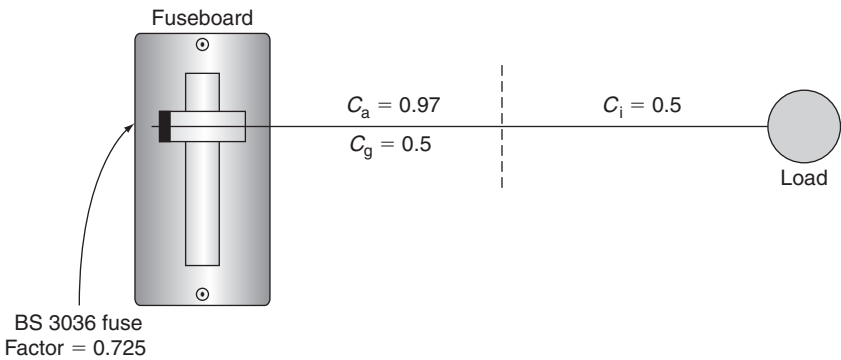 Fuseboard
Cₐ = 0.97
C_g = 0.5
Cᵢ = 0.5
Load
BS 3036 fuse
Factor = 0.725